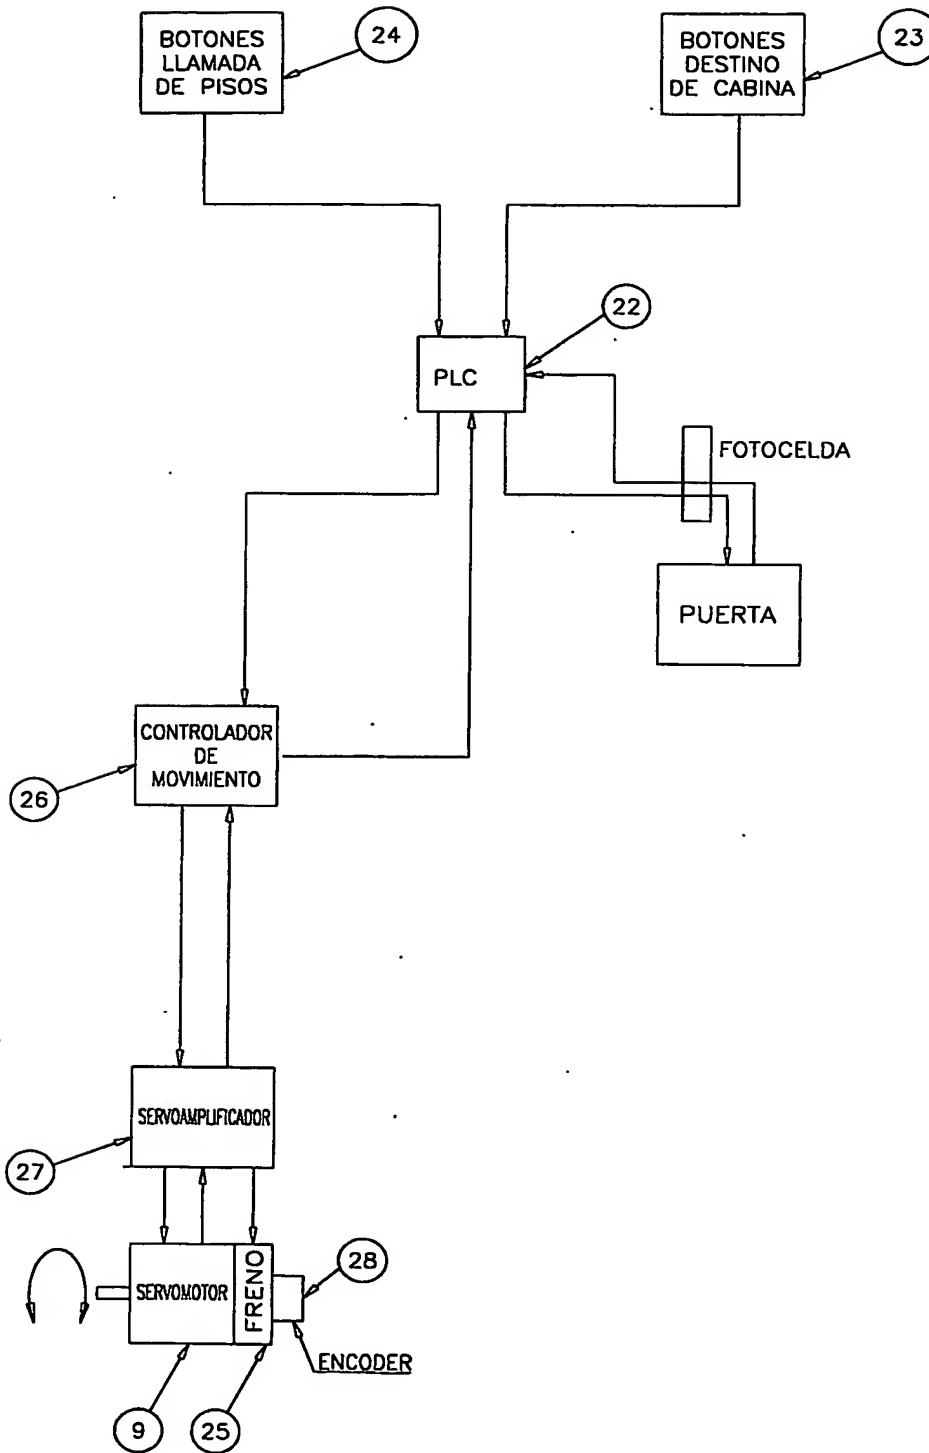 BOTONES
LLAMADA
DE PISOS
24
BOTONES
DESTINO
DE CABINA
23
22
PLC
FOTOCELDA
PUERTA
CONTROLADOR
DE
MOVIMIENTO
26
SERVOAMPLIFICADOR
27
SERVOMOTOR
FRENO
28
ENCODER
9
25